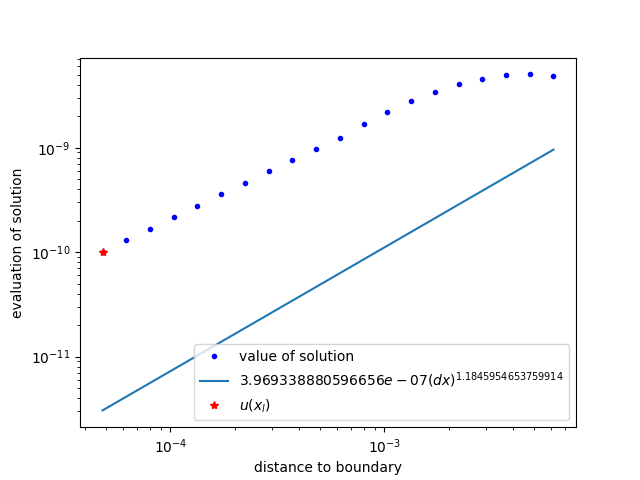 10⁻⁹
10⁻¹⁰
10⁻¹¹
evaluation of solution
value of solution
3.969338880596656e − 07(dx)^1.1845954653759914
u(x_l)
10⁻⁴
10⁻³
distance to boundary